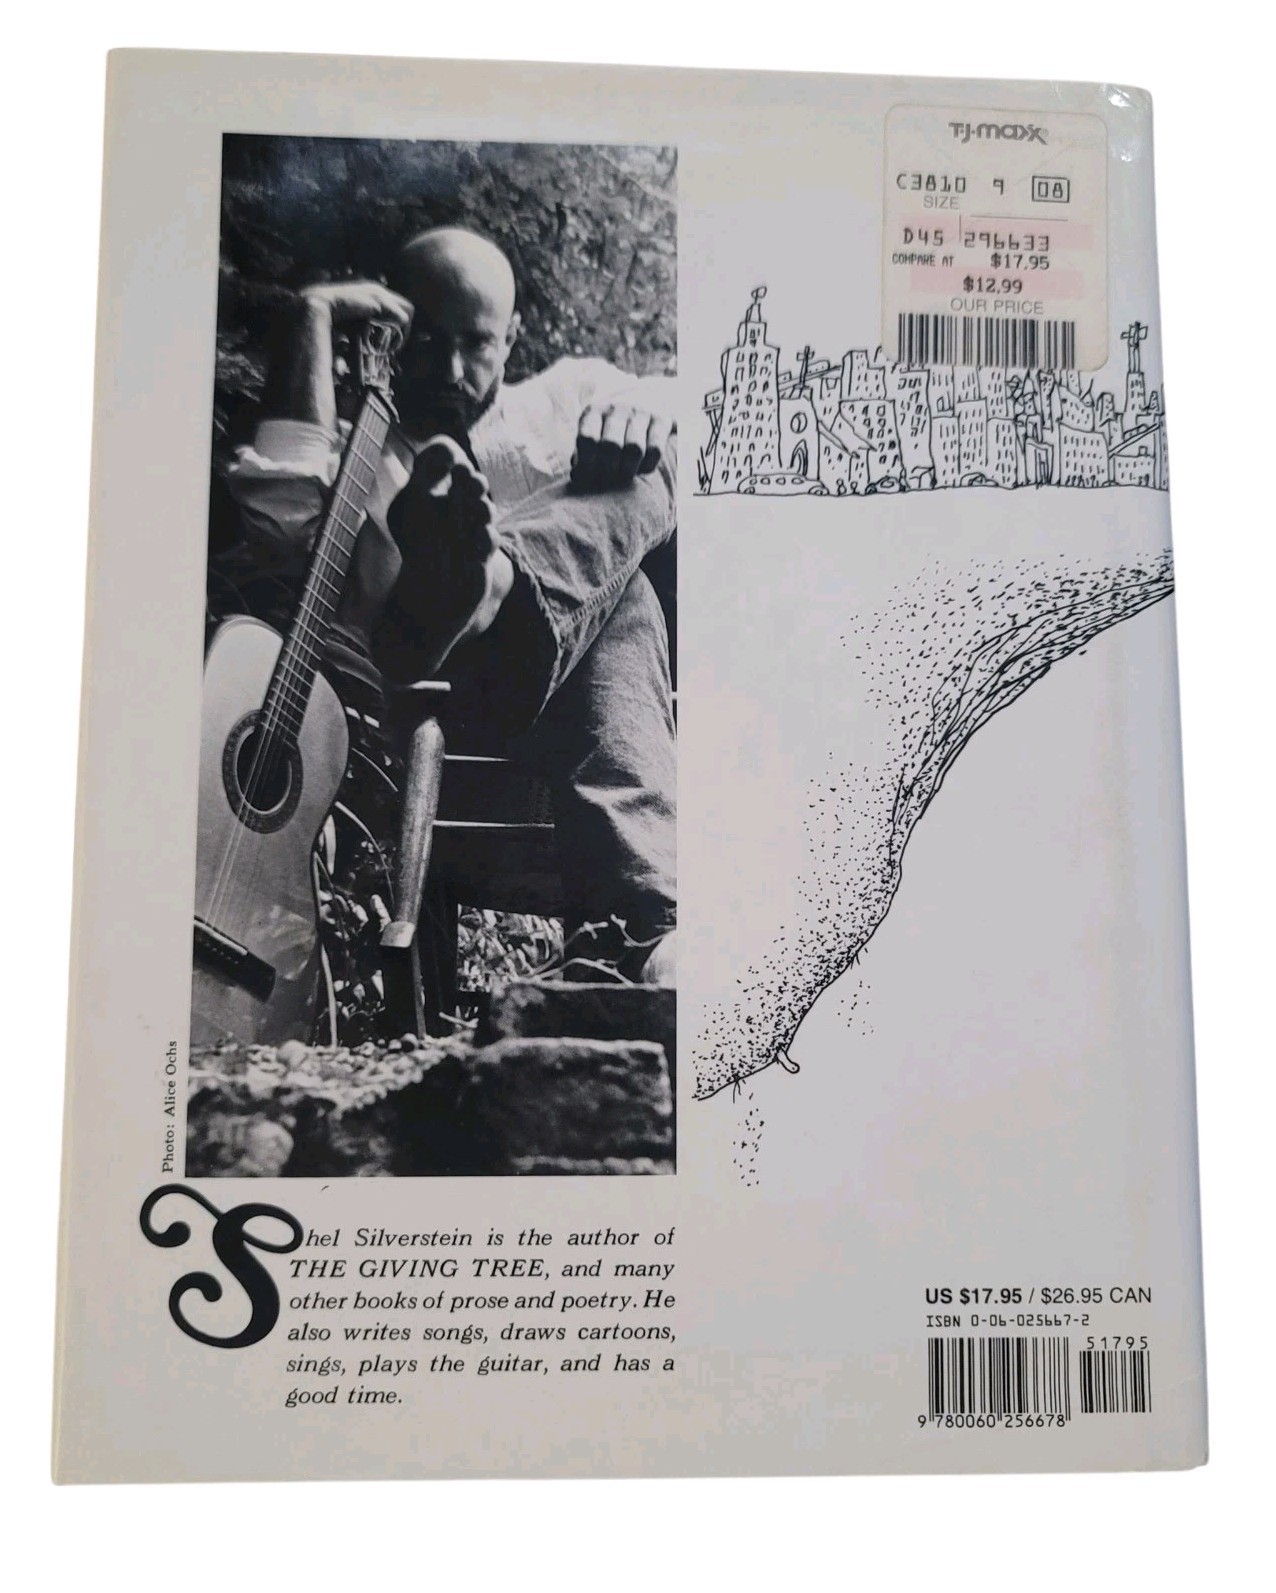 T·J·maxx
C3810 9 08
SIZE
D45 296633
COMPARE AT $17.95
$12.99
OUR PRICE
Photo: Alice Ochs
Shel Silverstein is the author of
THE GIVING TREE, and many
other books of prose and poetry. He
also writes songs, draws cartoons,
sings, plays the guitar, and has a
good time.
US $17.95 / $26.95 CAN
ISBN 0-06-025667-2
51795
9 780060 256678